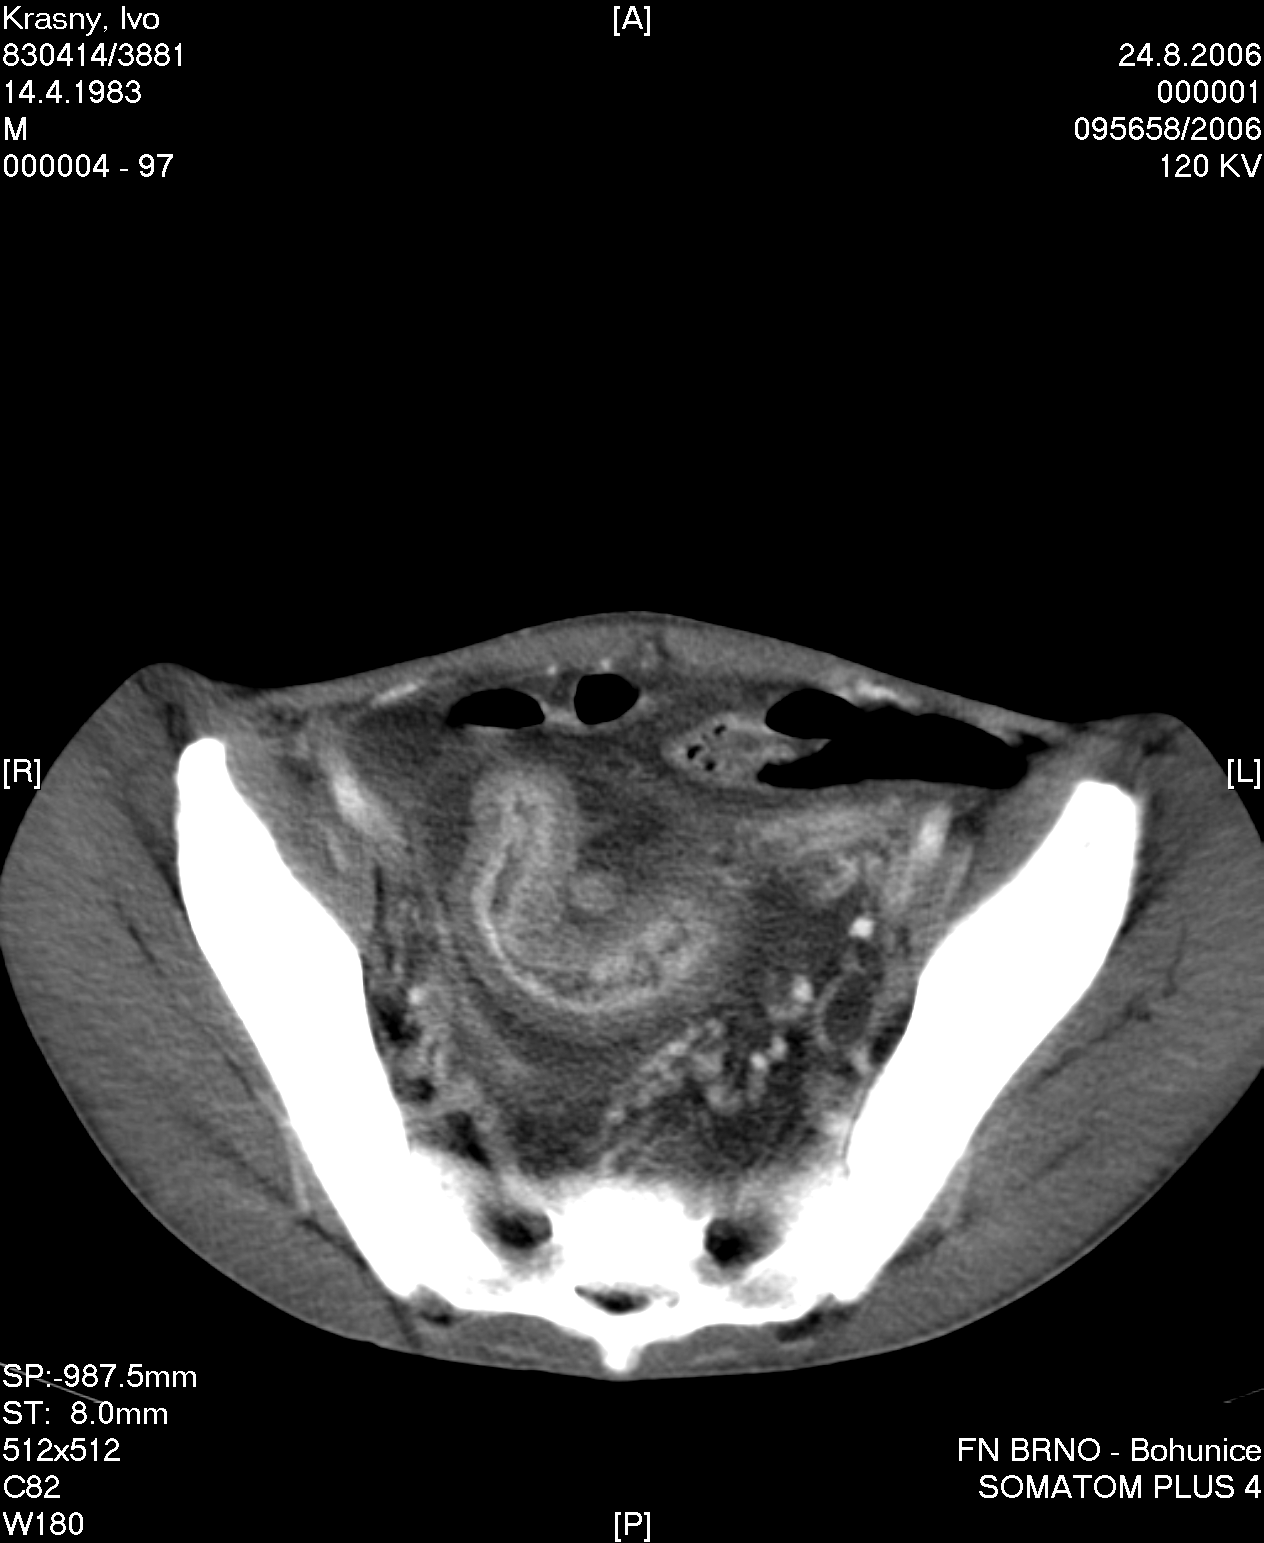 Krasny, Ivo
830414/3881
14.4.1983
M
000004 - 97
[A]
24.8.2006
000001
095658/2006
120 KV
[R]
[L]
SP:-987.5mm
ST: 8.0mm
512x512
C82
W180
[P]
FN BRNO - Bohunice
SOMATOM PLUS 4